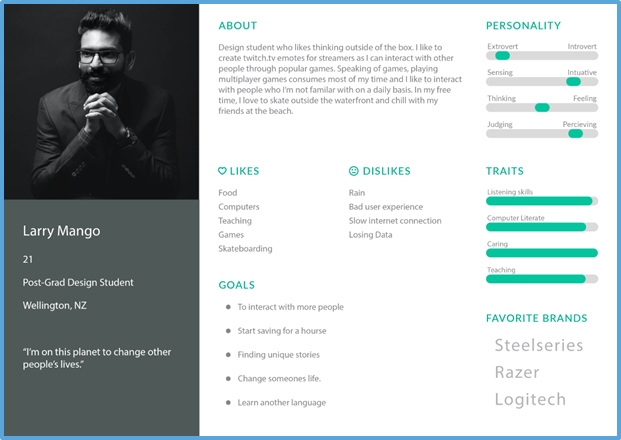 Larry Mango
21
Post-Grad Design Student
Wellington, NZ
“I’m on this planet to change other
people’s lives.”
ABOUT
Design student who likes thinking outside of the box. I like to
create twitch.tv emotes for streamers as I can interact with other
people through popular games. Speaking of games, playing
multiplayer games consumes most of my time and I like to interact
with people who I’m not familar with on a daily basis. In my free
time, I love to skate outside the waterfront and chill with my
friends at the beach.
LIKES
Food
Computers
Teaching
Games
Skateboarding
DISLIKES
Rain
Bad user experience
Slow internet connection
Losing Data
GOALS
To interact with more people
Start saving for a hourse
Finding unique stories
Change someones life.
Learn another language
PERSONALITY
Extrovert Introvert
Sensing Intuative
Thinking Feeling
Judging Percieving
TRAITS
Listening skills
Computer Literate
Caring
Teaching
FAVORITE BRANDS
Steelseries
Razer
Logitech